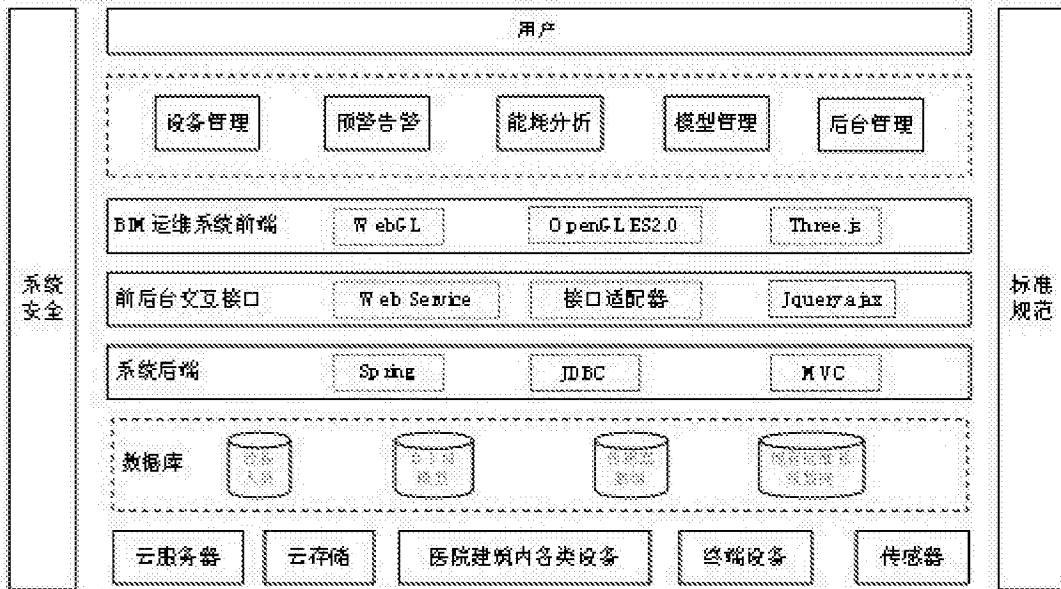 用户
设备管理 预警告警 能耗分析 模型管理 后台管理
BIM 运维系统前端 WebGL OpenGLES2.0 Three.js
系统
安全
前后台交互接口 Web Service 接口适配器 Jqueryajax
标准
规范
系统后端 Spring JDBC MVC
数据库
云服务器 云存储 医院建筑内各类设备 终端设备 传感器